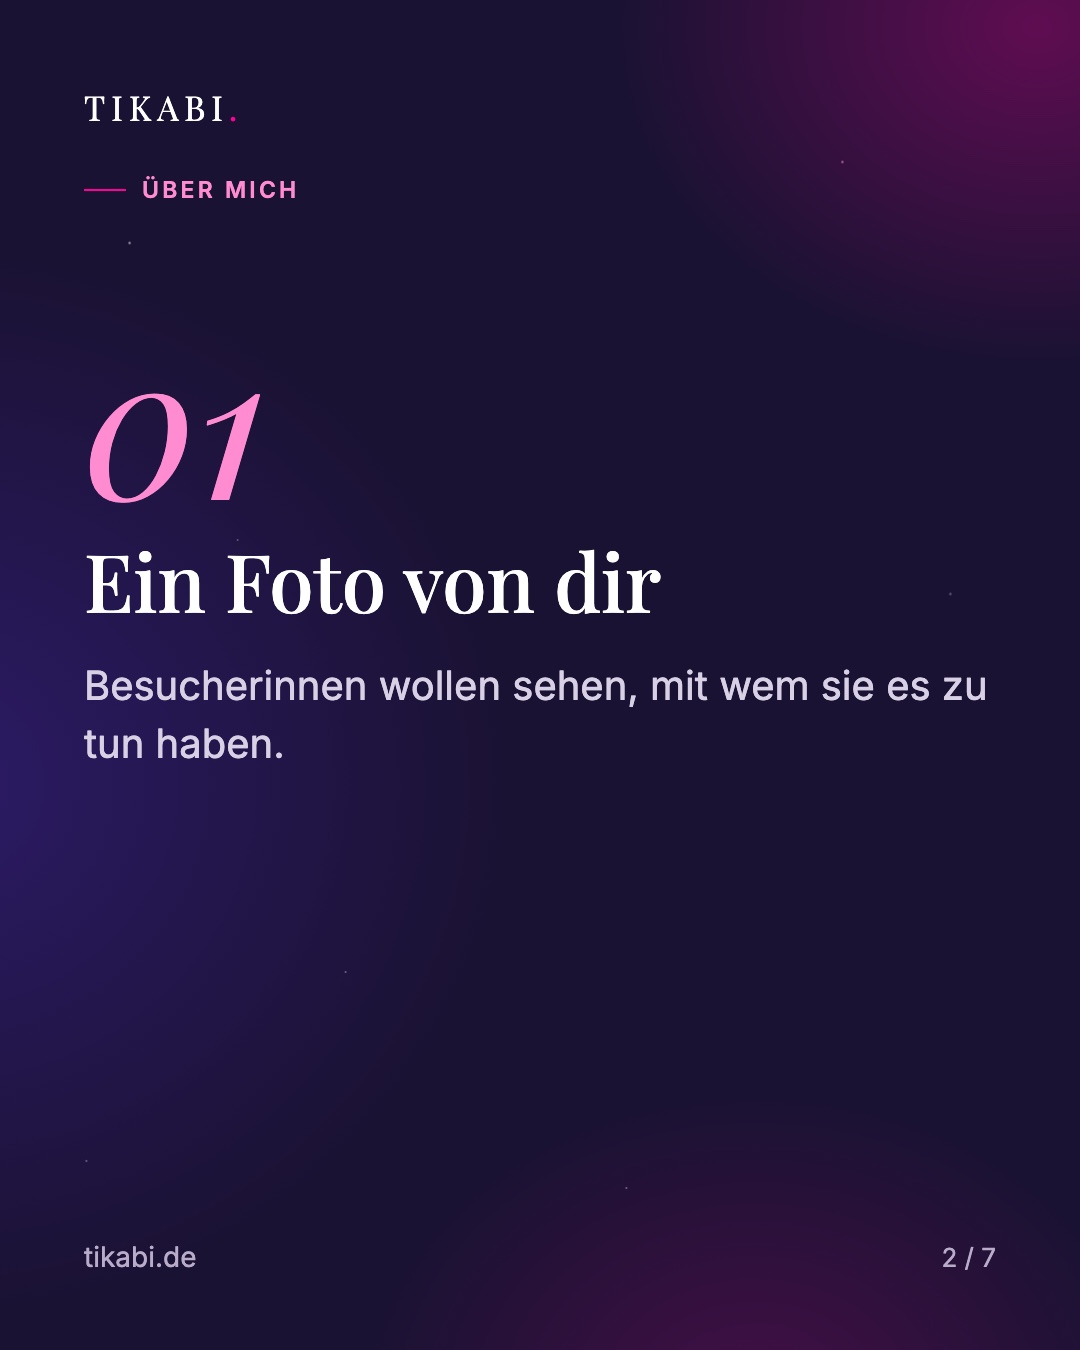 TIKABI.
ÜBER MICH
01
Ein Foto von dir
Besucherinnen wollen sehen, mit wem sie es zu
tun haben.
tikabi.de
2 / 7